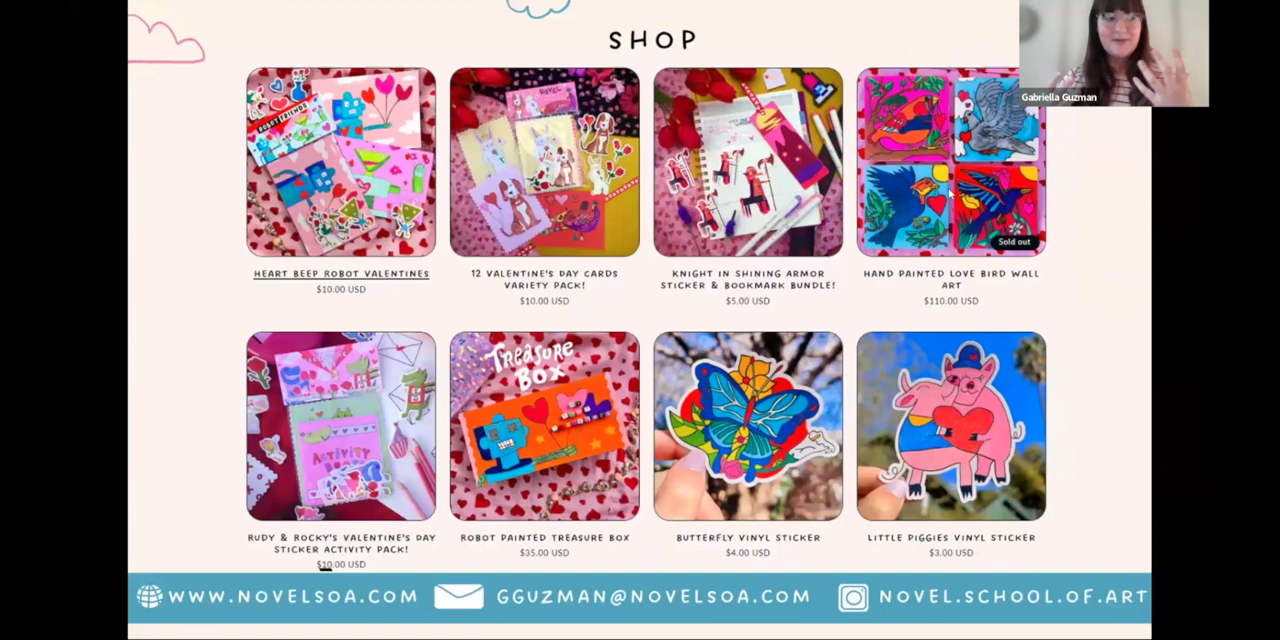 SHOP
Gabriella Guzman
ROBOT FRIENDS
NOVEL
Sold out
HEART BEEP ROBOT VALENTINES
$10.00 USD
12 VALENTINE'S DAY CARDS
VARIETY PACK!
$10.00 USD
KNIGHT IN SHINING ARMOR
STICKER & BOOKMARK BUNDLE!
$5.00 USD
HAND PAINTED LOVE BIRD WALL
ART
$110.00 USD
TREASURE
BOX
ACTIVITY
RUDY & ROCKY'S VALENTINE'S DAY
STICKER ACTIVITY PACK!
$10.00 USD
ROBOT PAINTED TREASURE BOX
$35.00 USD
BUTTERFLY VINYL STICKER
$4.00 USD
LITTLE PIGGIES VINYL STICKER
$3.00 USD
WWW.NOVELSOA.COM
GGUZMAN@NOVELSOA.COM
NOVEL.SCHOOL.OF.ART